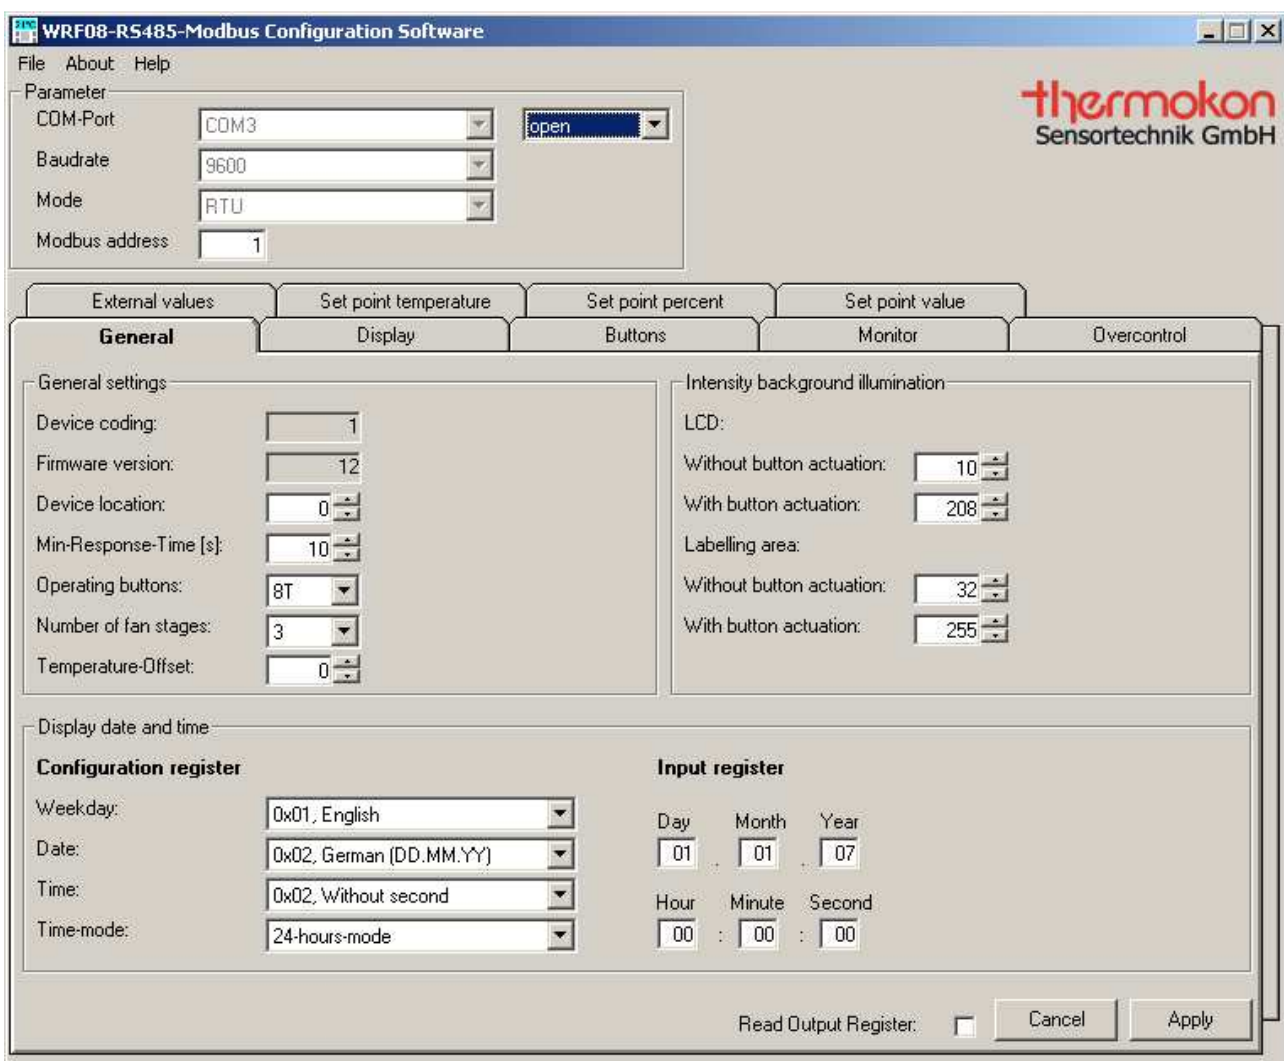 WRF08-RS485-Modbus Configuration Software
File About Help
Parameter
thermokon
Sensortechnik GmbH
COM-Port COM3 open
Baudrate 9600
Mode RTU
Modbus address 1
External values Set point temperature Set point percent Set point value
General Display Buttons Monitor Overcontrol
General settings Intensity background illumination
Device coding: 1 LCD:
Firmware version: 12 Without button actuation: 10
Device location: 0 With button actuation: 208
Min-Response-Time [s]: 10 Labelling area:
Operating buttons: 8T Without button actuation: 32
Number of fan stages: 3 With button actuation: 255
Temperature-Offset: 0
Display date and time
Configuration register Input register
Weekday: 0x01, English Day Month Year
Date: 0x02, German (DD.MM.YY) 01 . 01 . 07
Time: 0x02, Without second Hour Minute Second
Time-mode: 24-hours-mode 00 : 00 : 00
Read Output Register: Cancel Apply